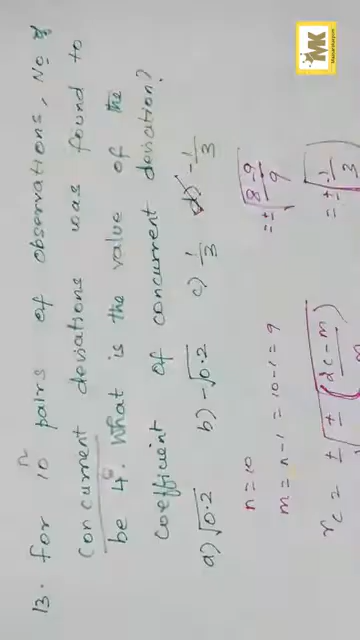 13. For 10 pairs of observations, No of
n
concurrent deviations was found to
be 4. What is the value of the
c
coefficient of concurrent deviation?
a) √0.2 b) -√0.2 c) 1/3 d) -1/3
n = 10
m = n - 1 = 10 - 1 = 9
rc = ± √± (2c - m)/m
= ± √(8-9)/9
= ± √-1/3
MK